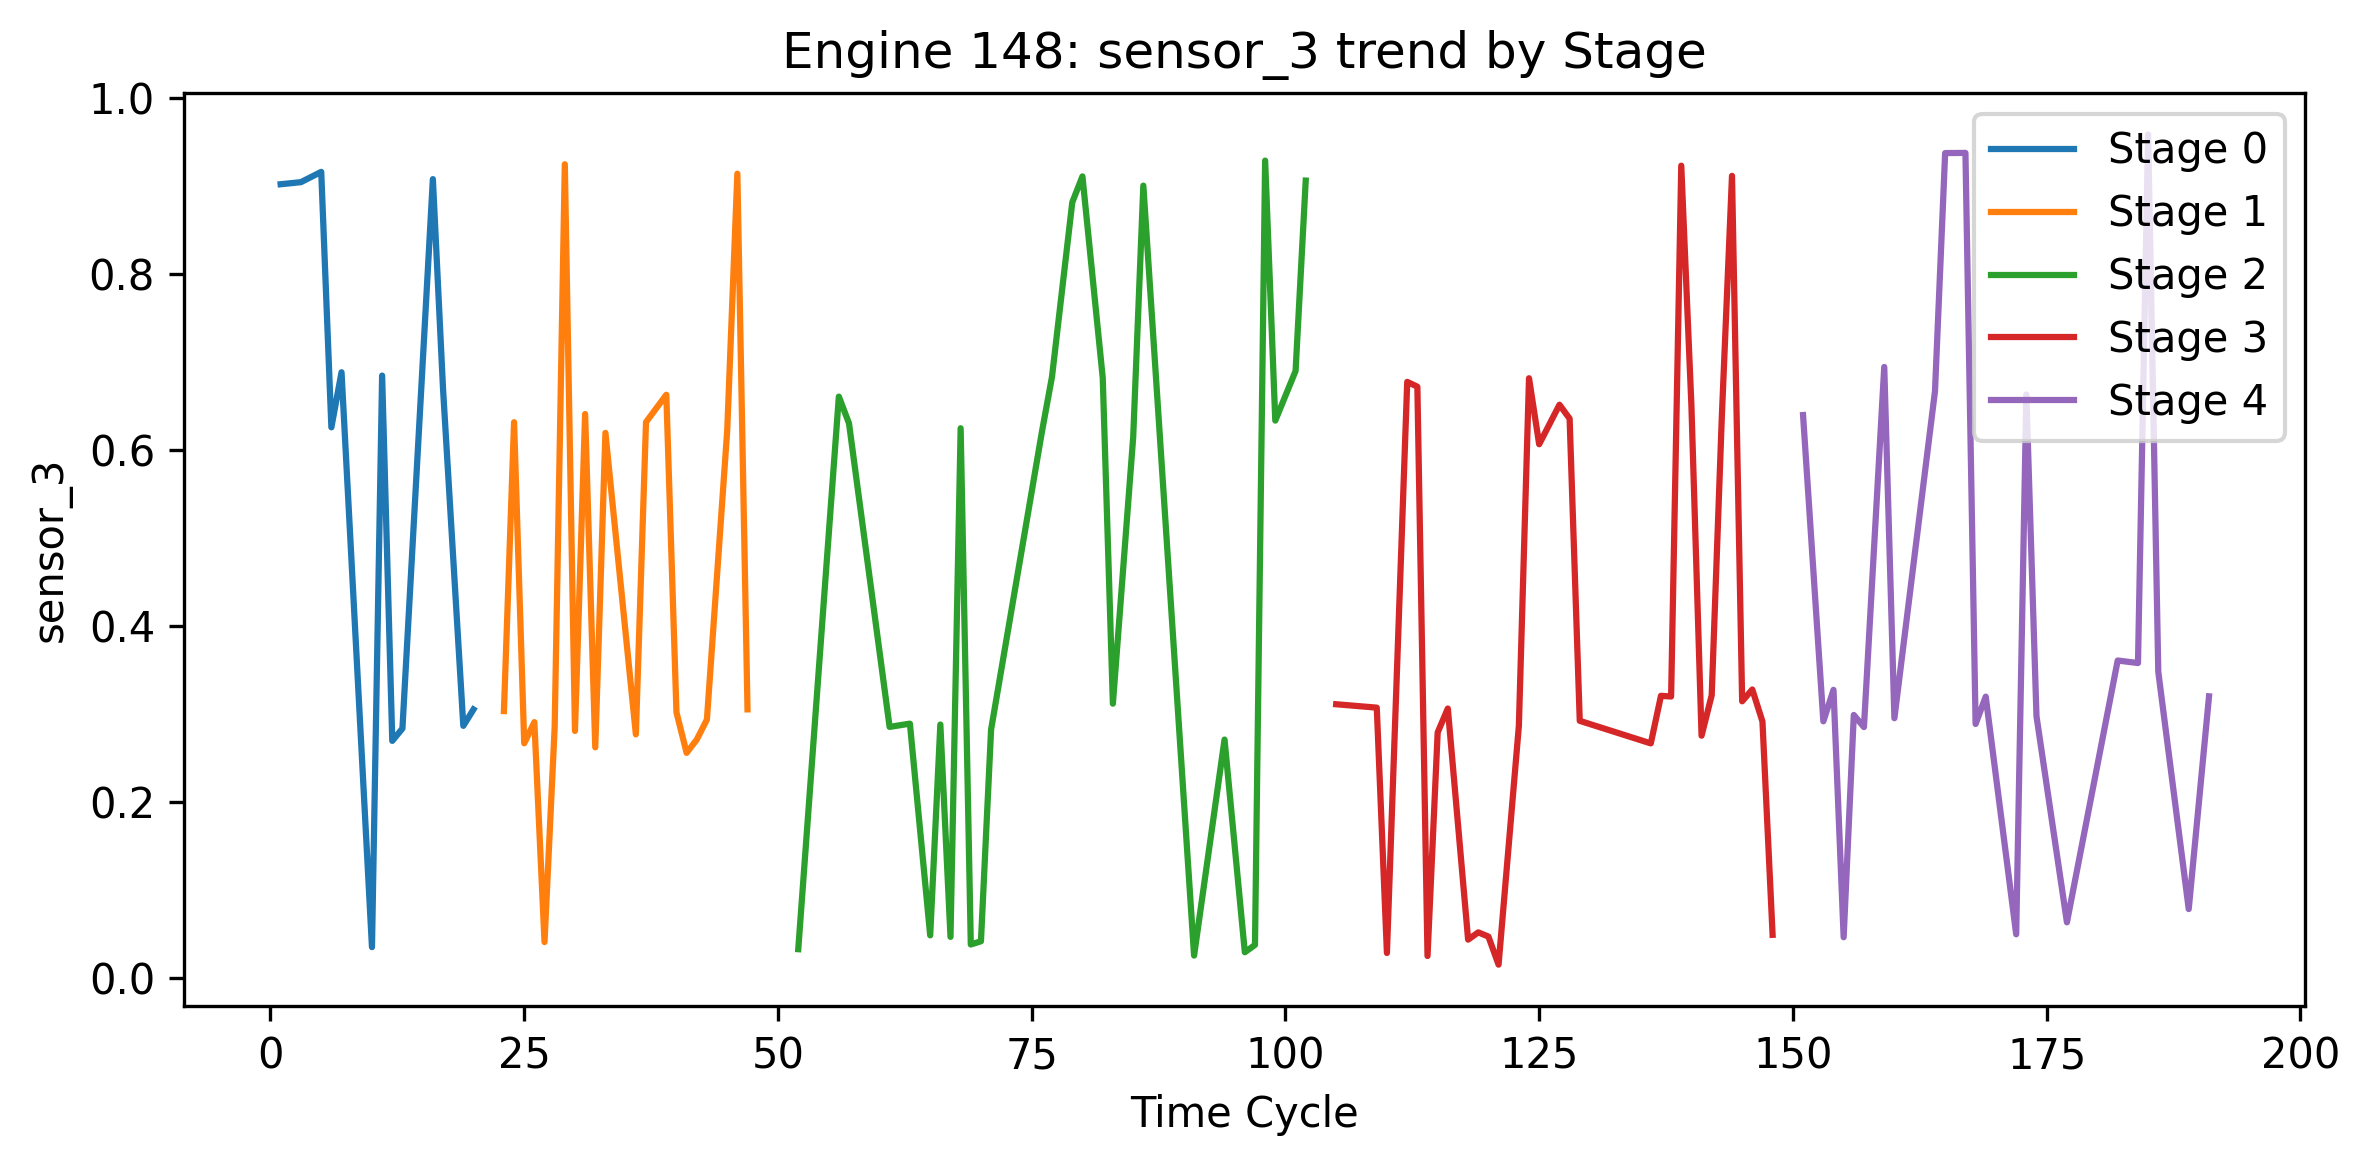 Engine 148: sensor_3 trend by Stage
1.0
0.8
0.6
0.4
0.2
0.0
sensor_3
Stage 0
Stage 1
Stage 2
Stage 3
Stage 4
0 25 50 75 100 125 150 175 200
Time Cycle